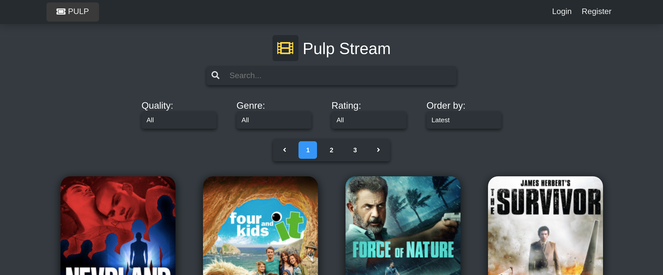 PULP
Login
Register
Pulp Stream
Search...
Quality:
Genre:
Rating:
Order by:
All
All
All
Latest
1
2
3
four and
kids it
FORCE OF NATURE
JAMES HERBERT'S
THE SURVIVOR